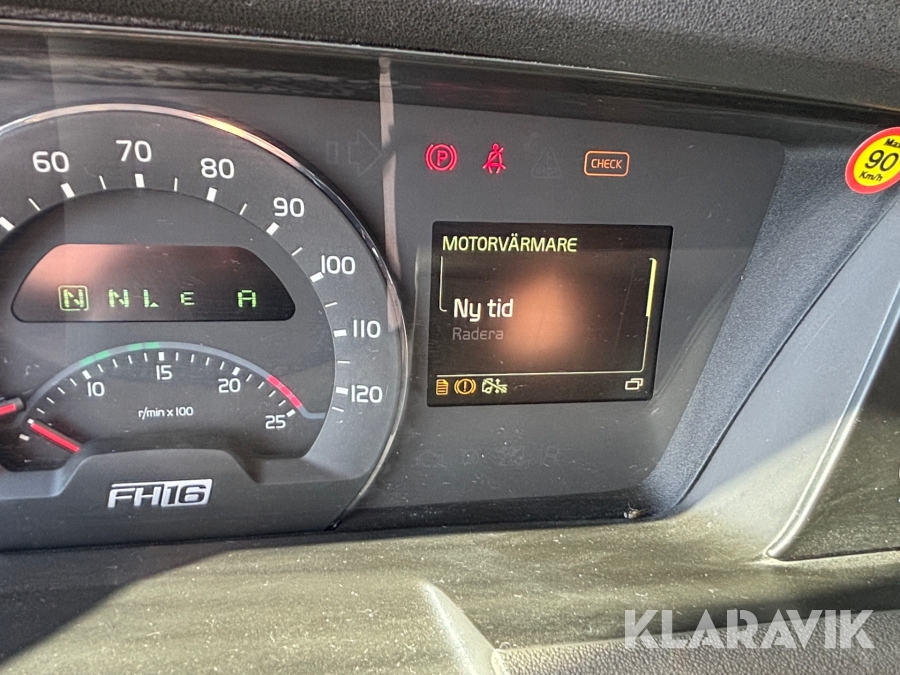 60
70
80
90
100
110
120
N N L E A
10
15
20
25
r/min x 100
FH16
P
CHECK
MOTORVÄRMARE
Ny tid
Radera
Max
90
Km/h
KLARAVIK